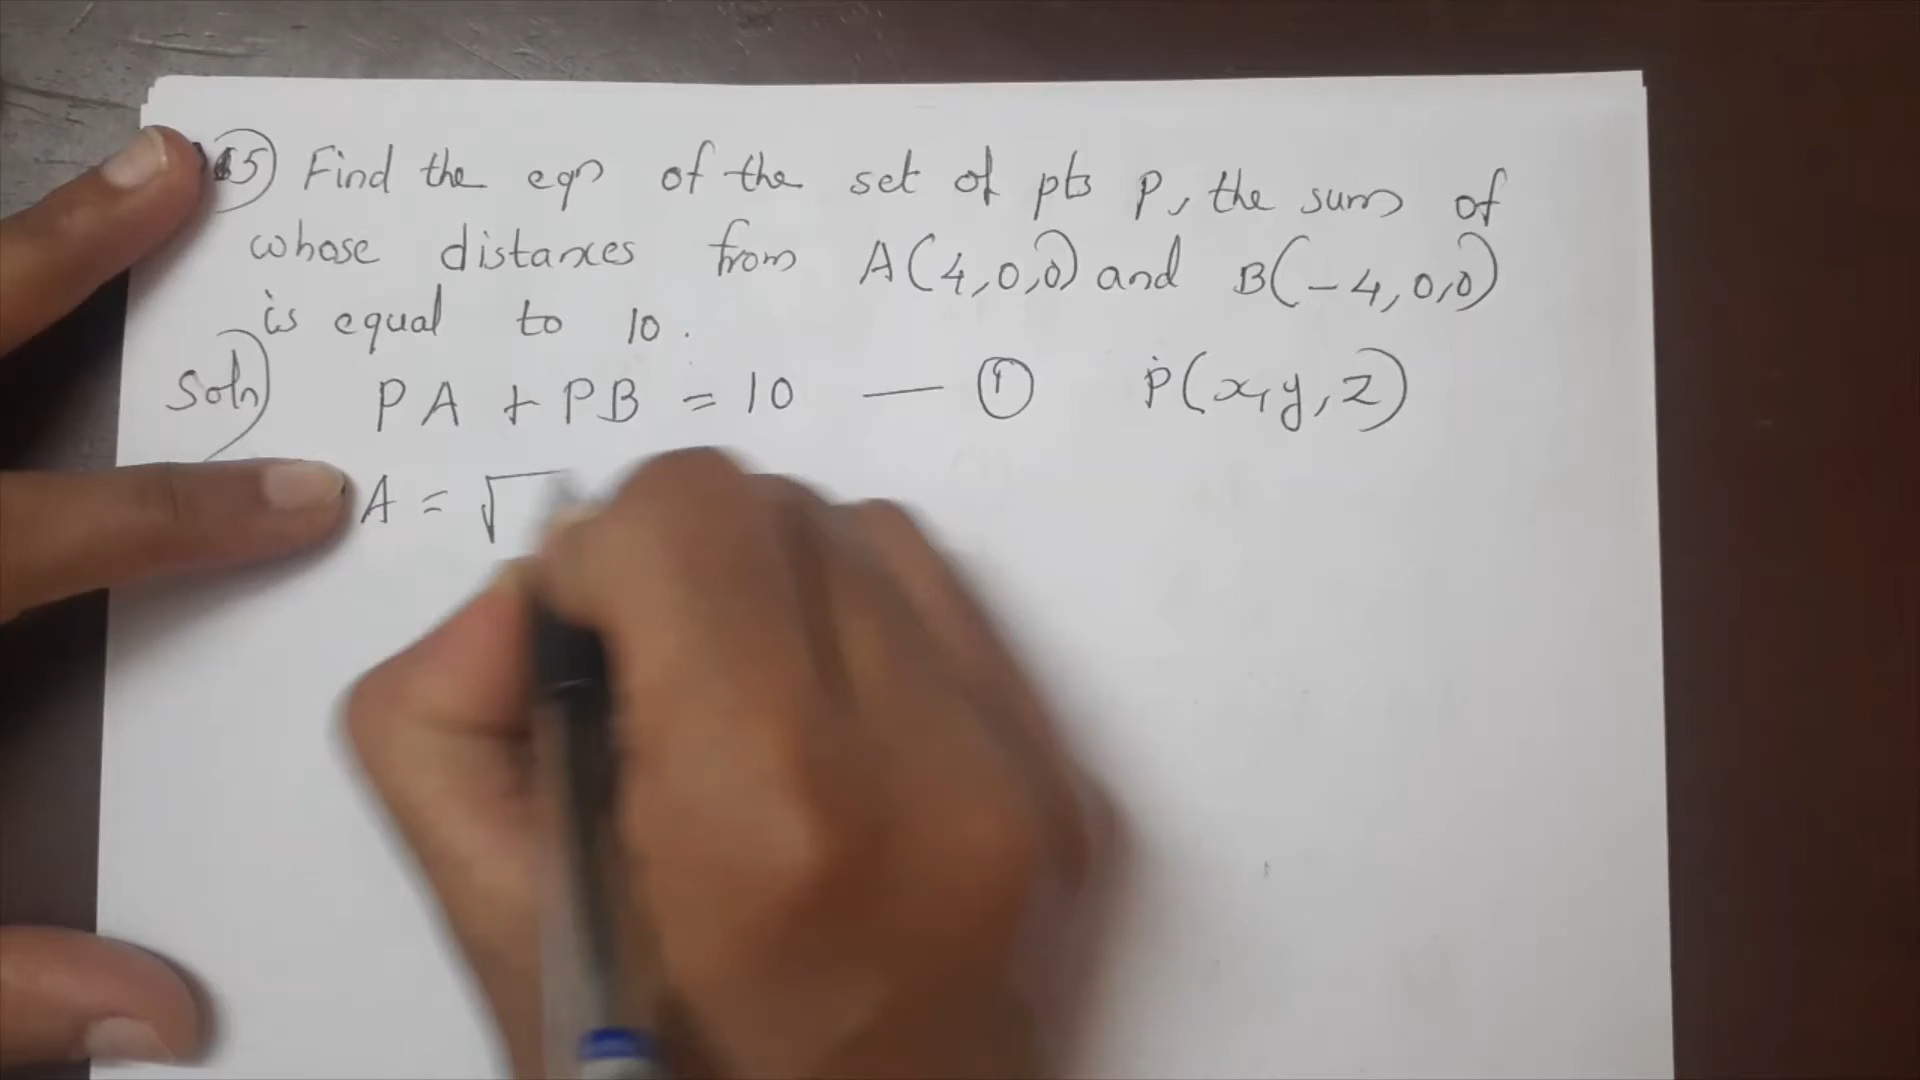 5) Find the eqn of the set of pts P, the sum of
whose distances from A(4,0,0) and B(-4,0,0)
is equal to 10.
Soln) PA + PB = 10 — ① P(x,y,z)
A = √